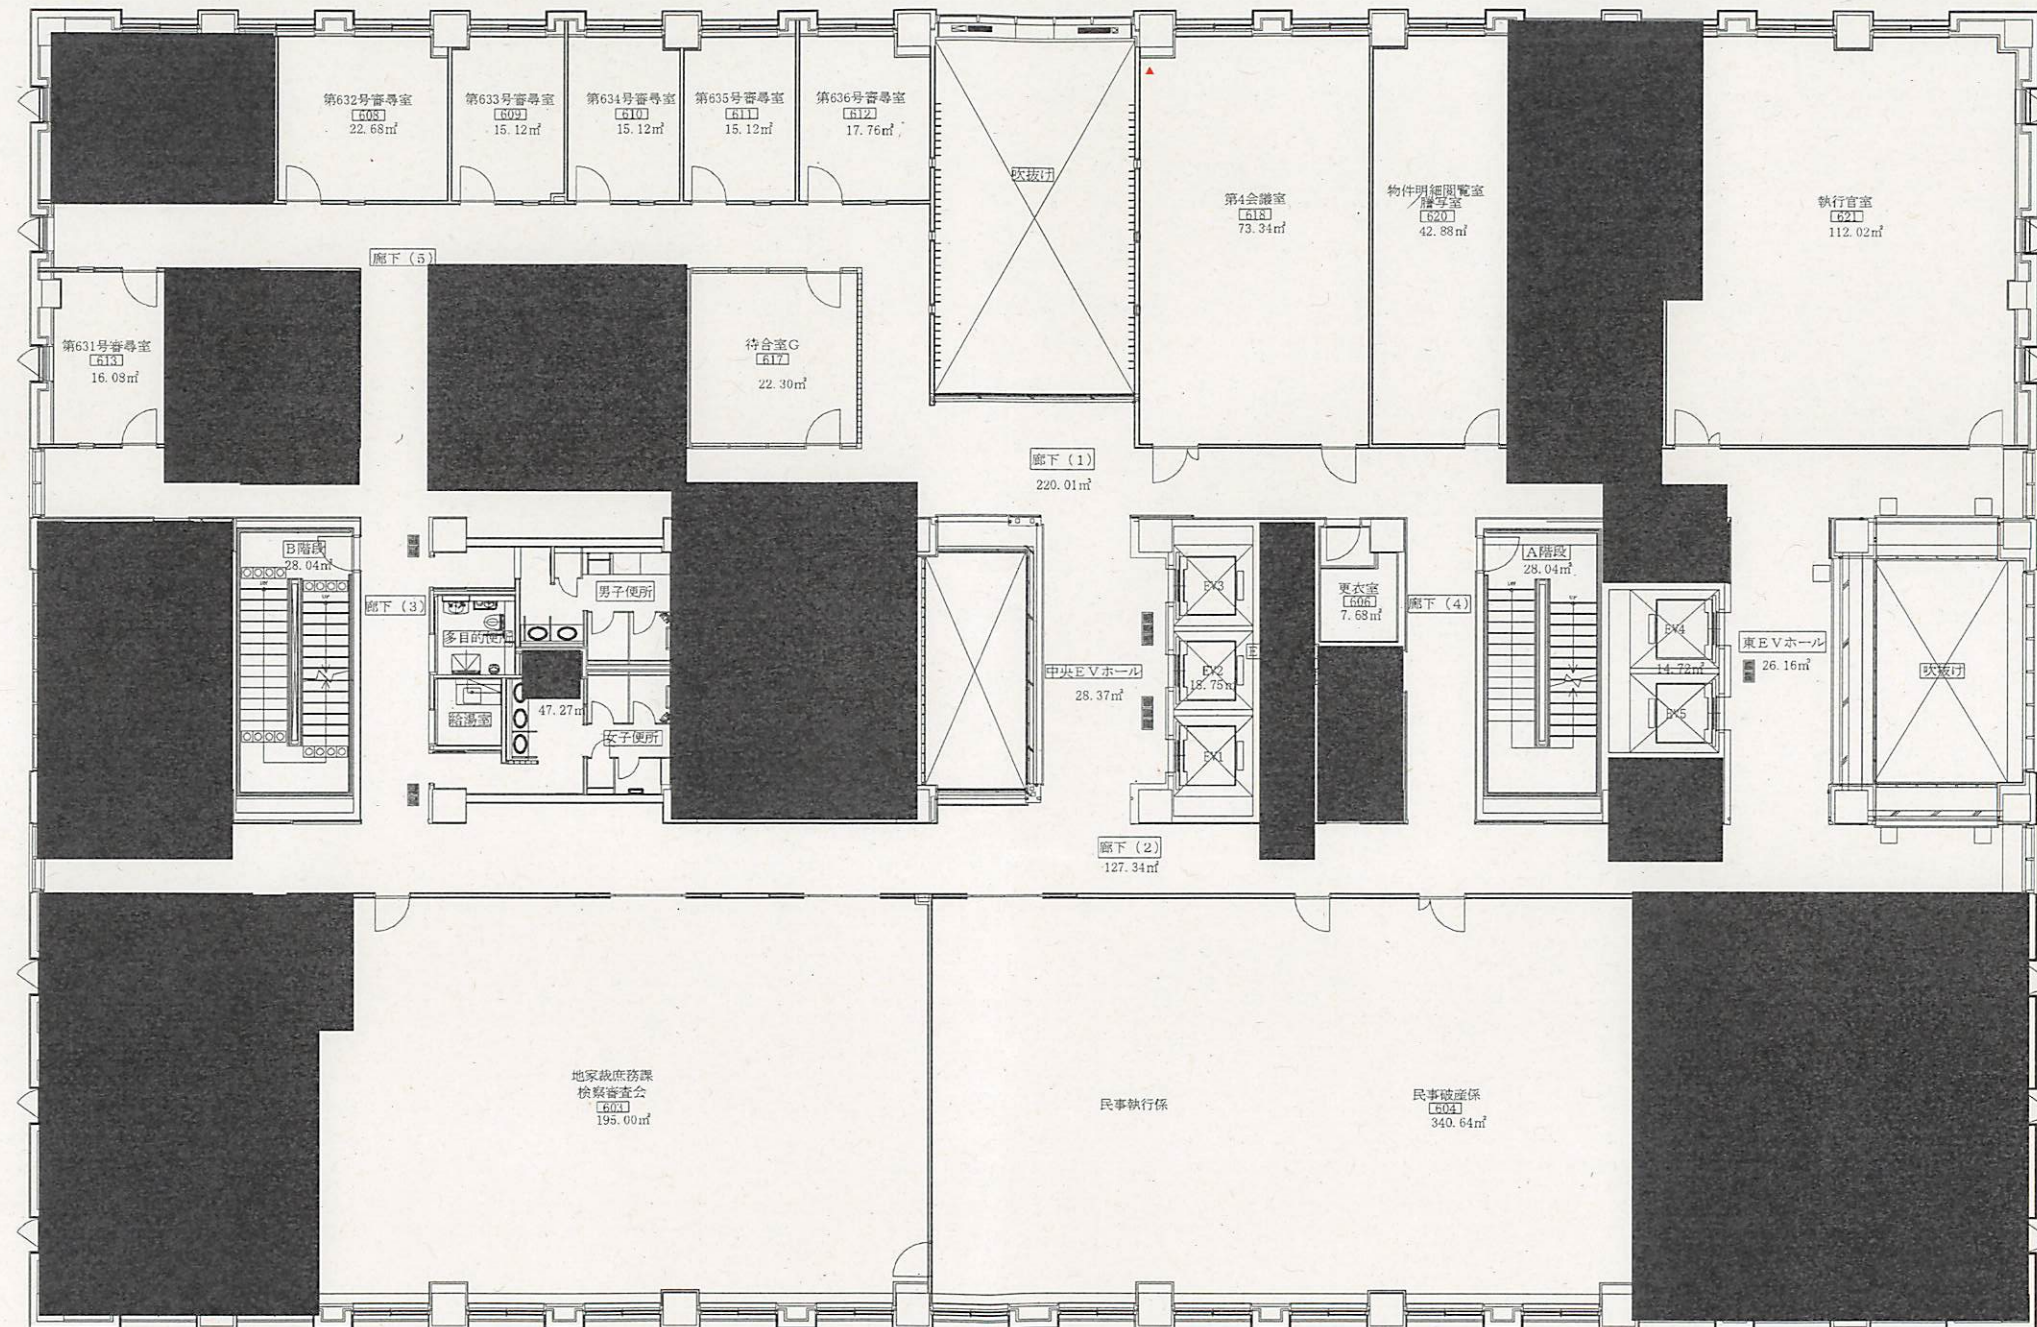 第632号審尋室
608
22.68㎡
第633号審尋室
609
15.12㎡
第634号審尋室
610
15.12㎡
第635号審尋室
611
15.12㎡
第636号審尋室
612
17.76㎡
吹抜け
第4会議室
618
73.34㎡
物件明細閲覧室
／謄写室
620
42.88㎡
執行官室
621
112.02㎡
廊下（5）
第631号審尋室
613
16.08㎡
待合室G
617
22.30㎡
廊下（1）
220.01㎡
B階段
28.04㎡
廊下（3）
男子便所
多目的便所
給湯室
47.27㎡
女子便所
中央EVホール
28.37㎡
EV3
EV2
18.75㎡
EV1
更衣室
606
7.68㎡
廊下（4）
A階段
28.04㎡
UP
EV4
14.72㎡
EV5
東EVホール
26.16㎡
吹抜け
廊下（2）
127.34㎡
地家裁庶務課
検察審査会
603
195.00㎡
民事執行係
民事破産係
604
340.64㎡